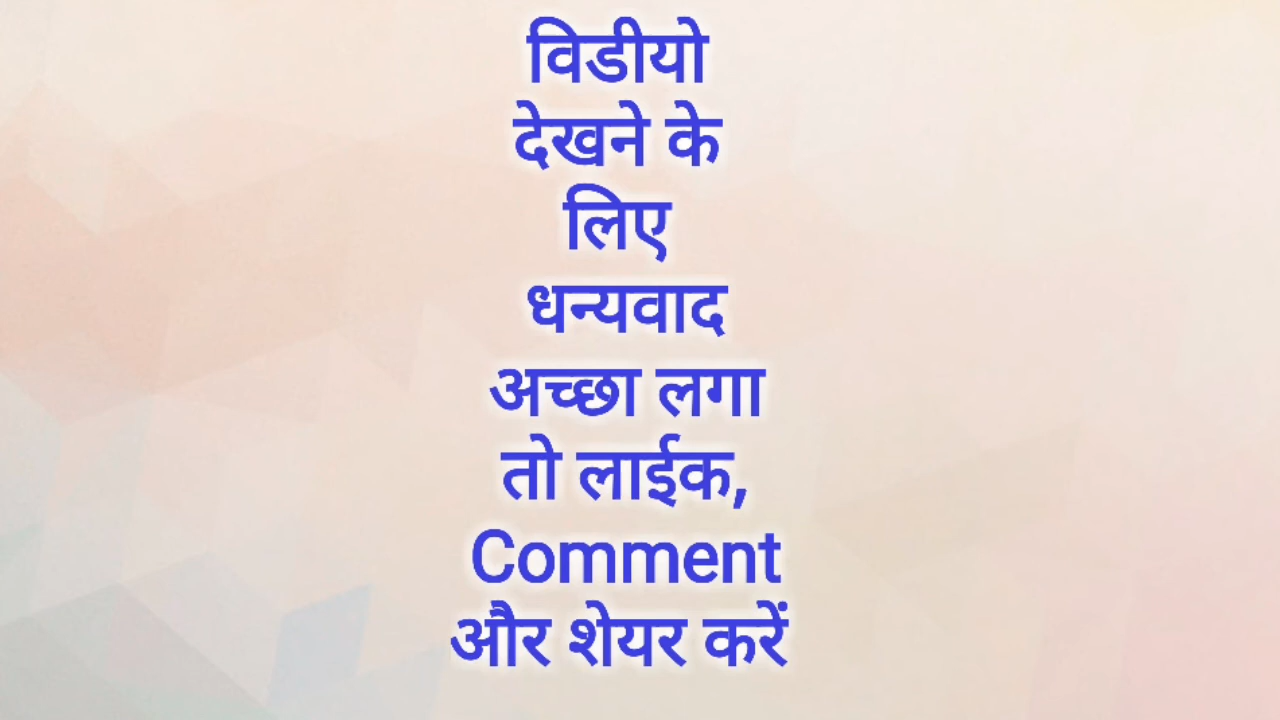 विडीयो
देखने के
लिए
धन्यवाद
अच्छा लगा
तो लाईक,
Comment
और शेयर करें